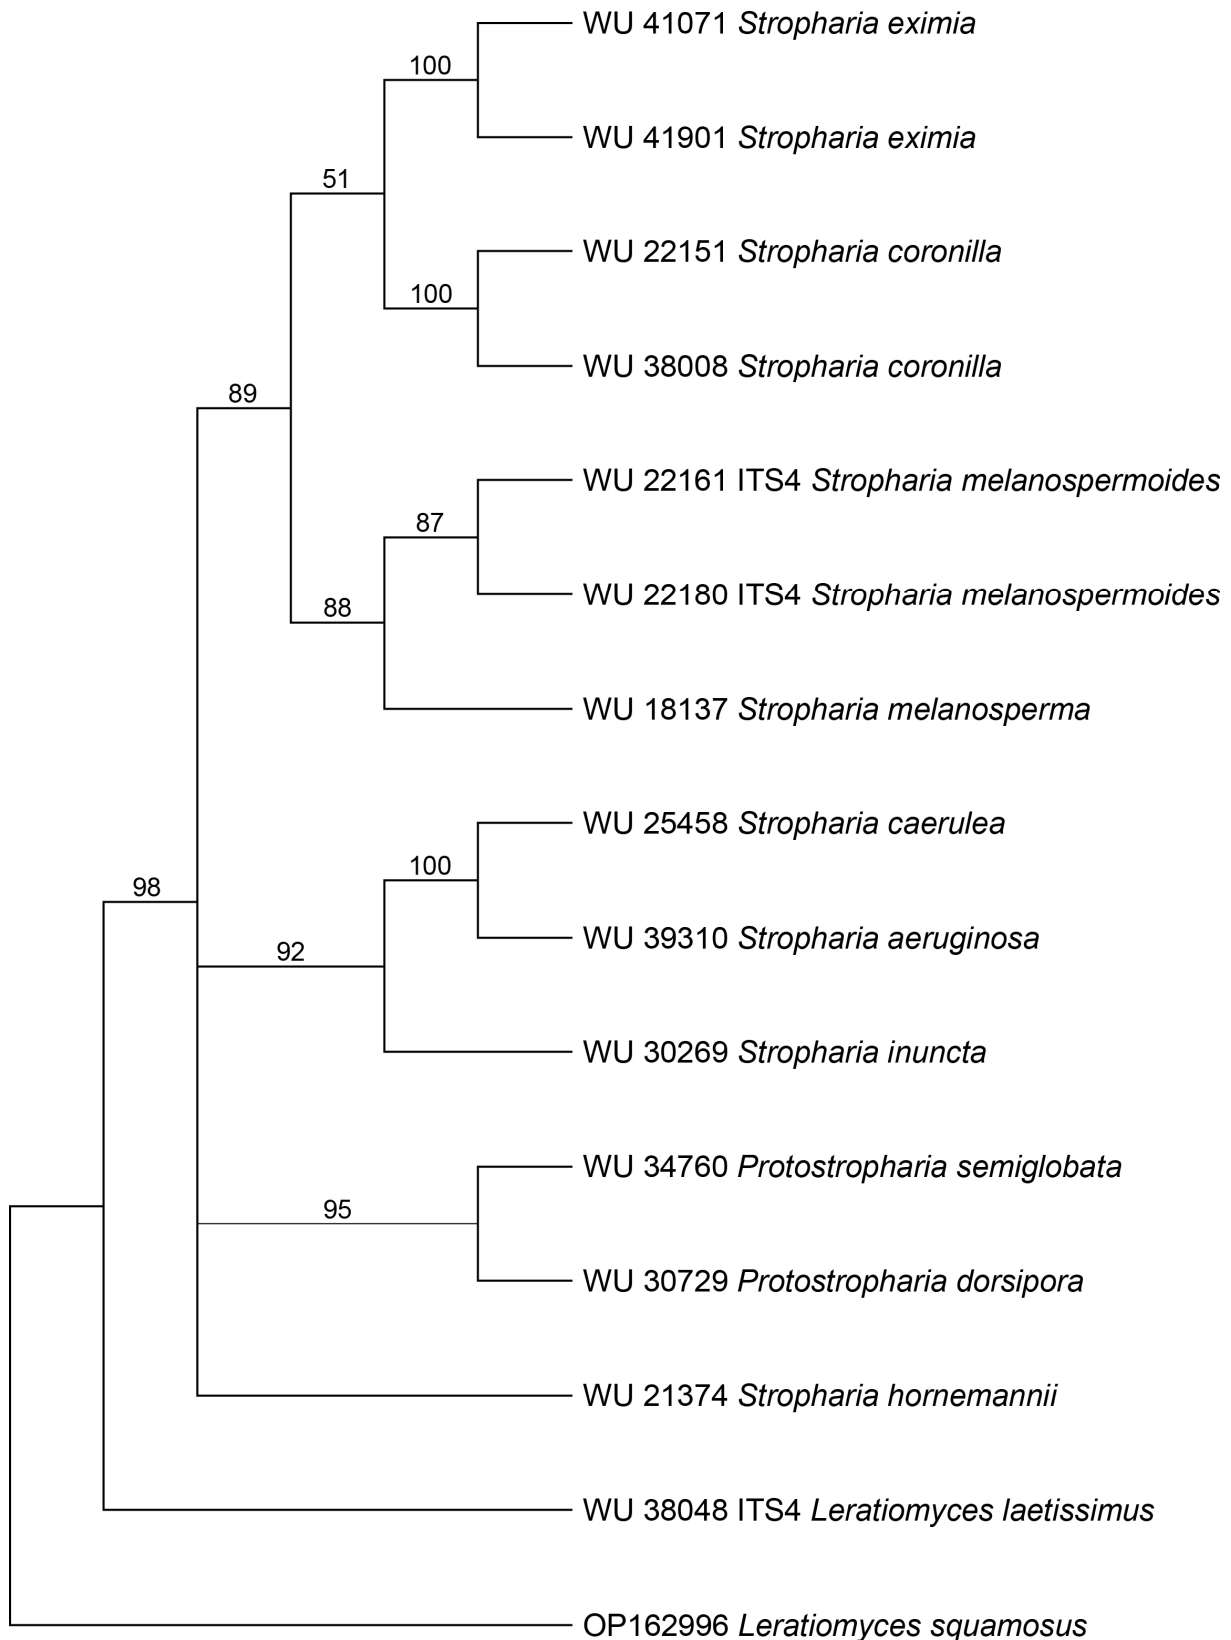 WU 41071 Stropharia eximia
100
WU 41901 Stropharia eximia
51
WU 22151 Stropharia coronilla
100
WU 38008 Stropharia coronilla
89
WU 22161 ITS4 Stropharia melanospermoides
87
WU 22180 ITS4 Stropharia melanospermoides
88
WU 18137 Stropharia melanosperma
WU 25458 Stropharia caerulea
100
98
WU 39310 Stropharia aeruginosa
92
WU 30269 Stropharia inuncta
WU 34760 Protostropharia semiglobata
95
WU 30729 Protostropharia dorsipora
WU 21374 Stropharia hornemannii
WU 38048 ITS4 Leratiomyces laetissimus
OP162996 Leratiomyces squamosus